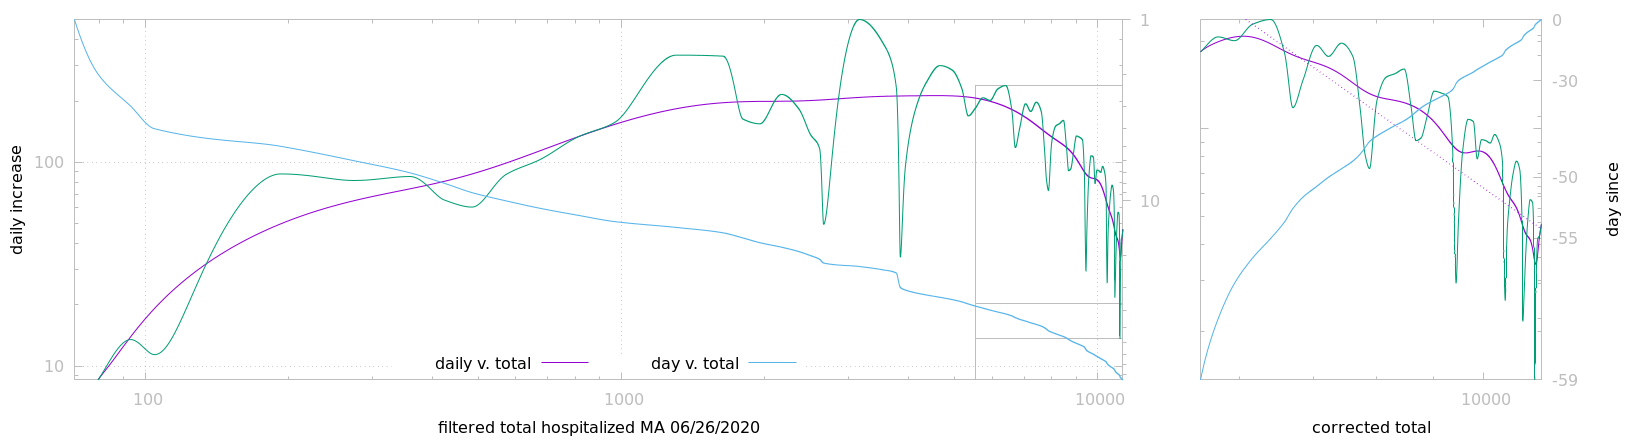 daily increase
100
10
100
1000
10000
1
10
daily v. total
day v. total
filtered total hospitalized MA 06/26/2020
0
-30
-50
-55
-59
day since
10000
corrected total